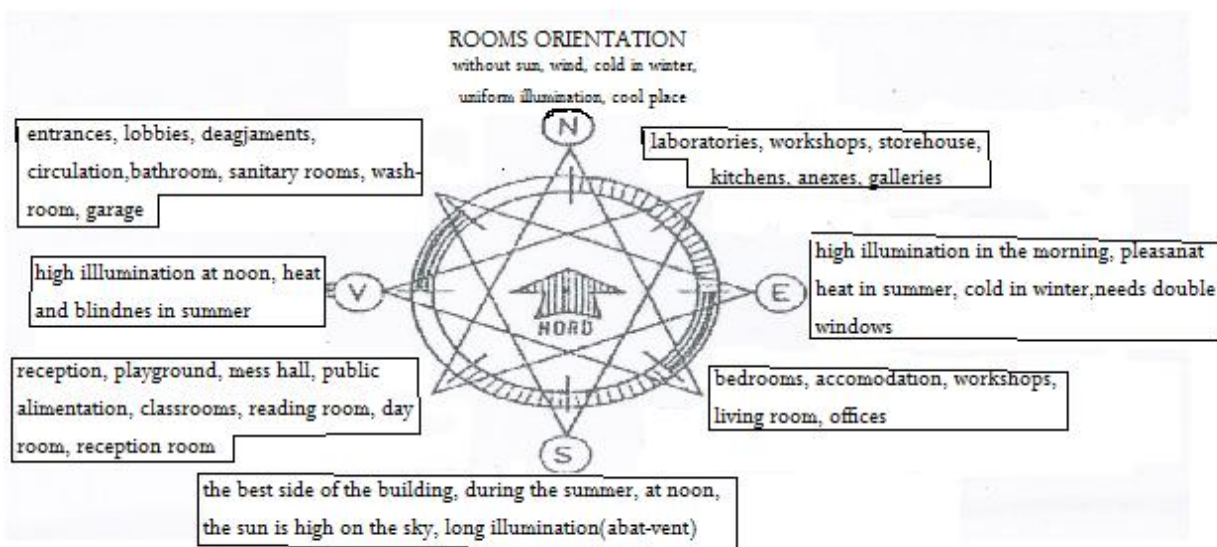 ROOMS ORIENTATION
without sun, wind, cold in winter,
uniform illumination, cool place
N
entrances, lobbies, deagjaments,
circulation,bathroom, sanitary rooms, wash-
room, garage
laboratories, workshops, storehouse,
kitchens, anexes, galleries
high illlumination at noon, heat
and blindnes in summer
V
NORD
E
high illumination in the morning, pleasanat
heat in summer, cold in winter,needs double
windows
reception, playground, mess hall, public
alimentation, classrooms, reading room, day
room, reception room
bedrooms, accomodation, workshops,
living room, offices
S
the best side of the building, during the summer, at noon,
the sun is high on the sky, long illumination(abat-vent)